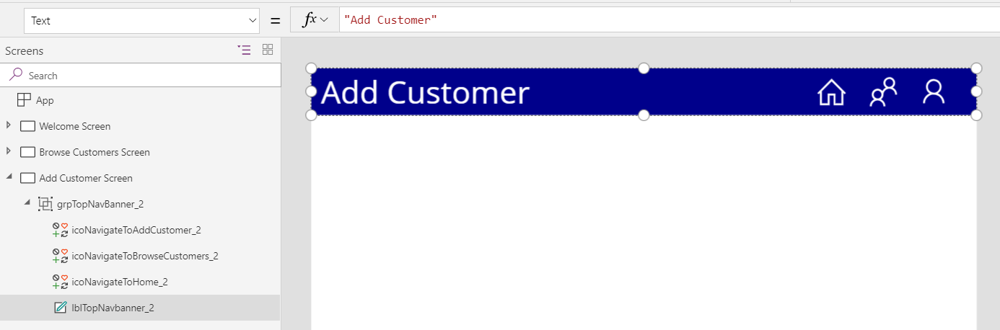 Text
=
fx
"Add Customer"
Screens
Search
App
Welcome Screen
Browse Customers Screen
Add Customer Screen
grpTopNavBanner_2
icoNavigateToAddCustomer_2
icoNavigateToBrowseCustomers_2
icoNavigateToHome_2
lblTopNavbanner_2
Add Customer